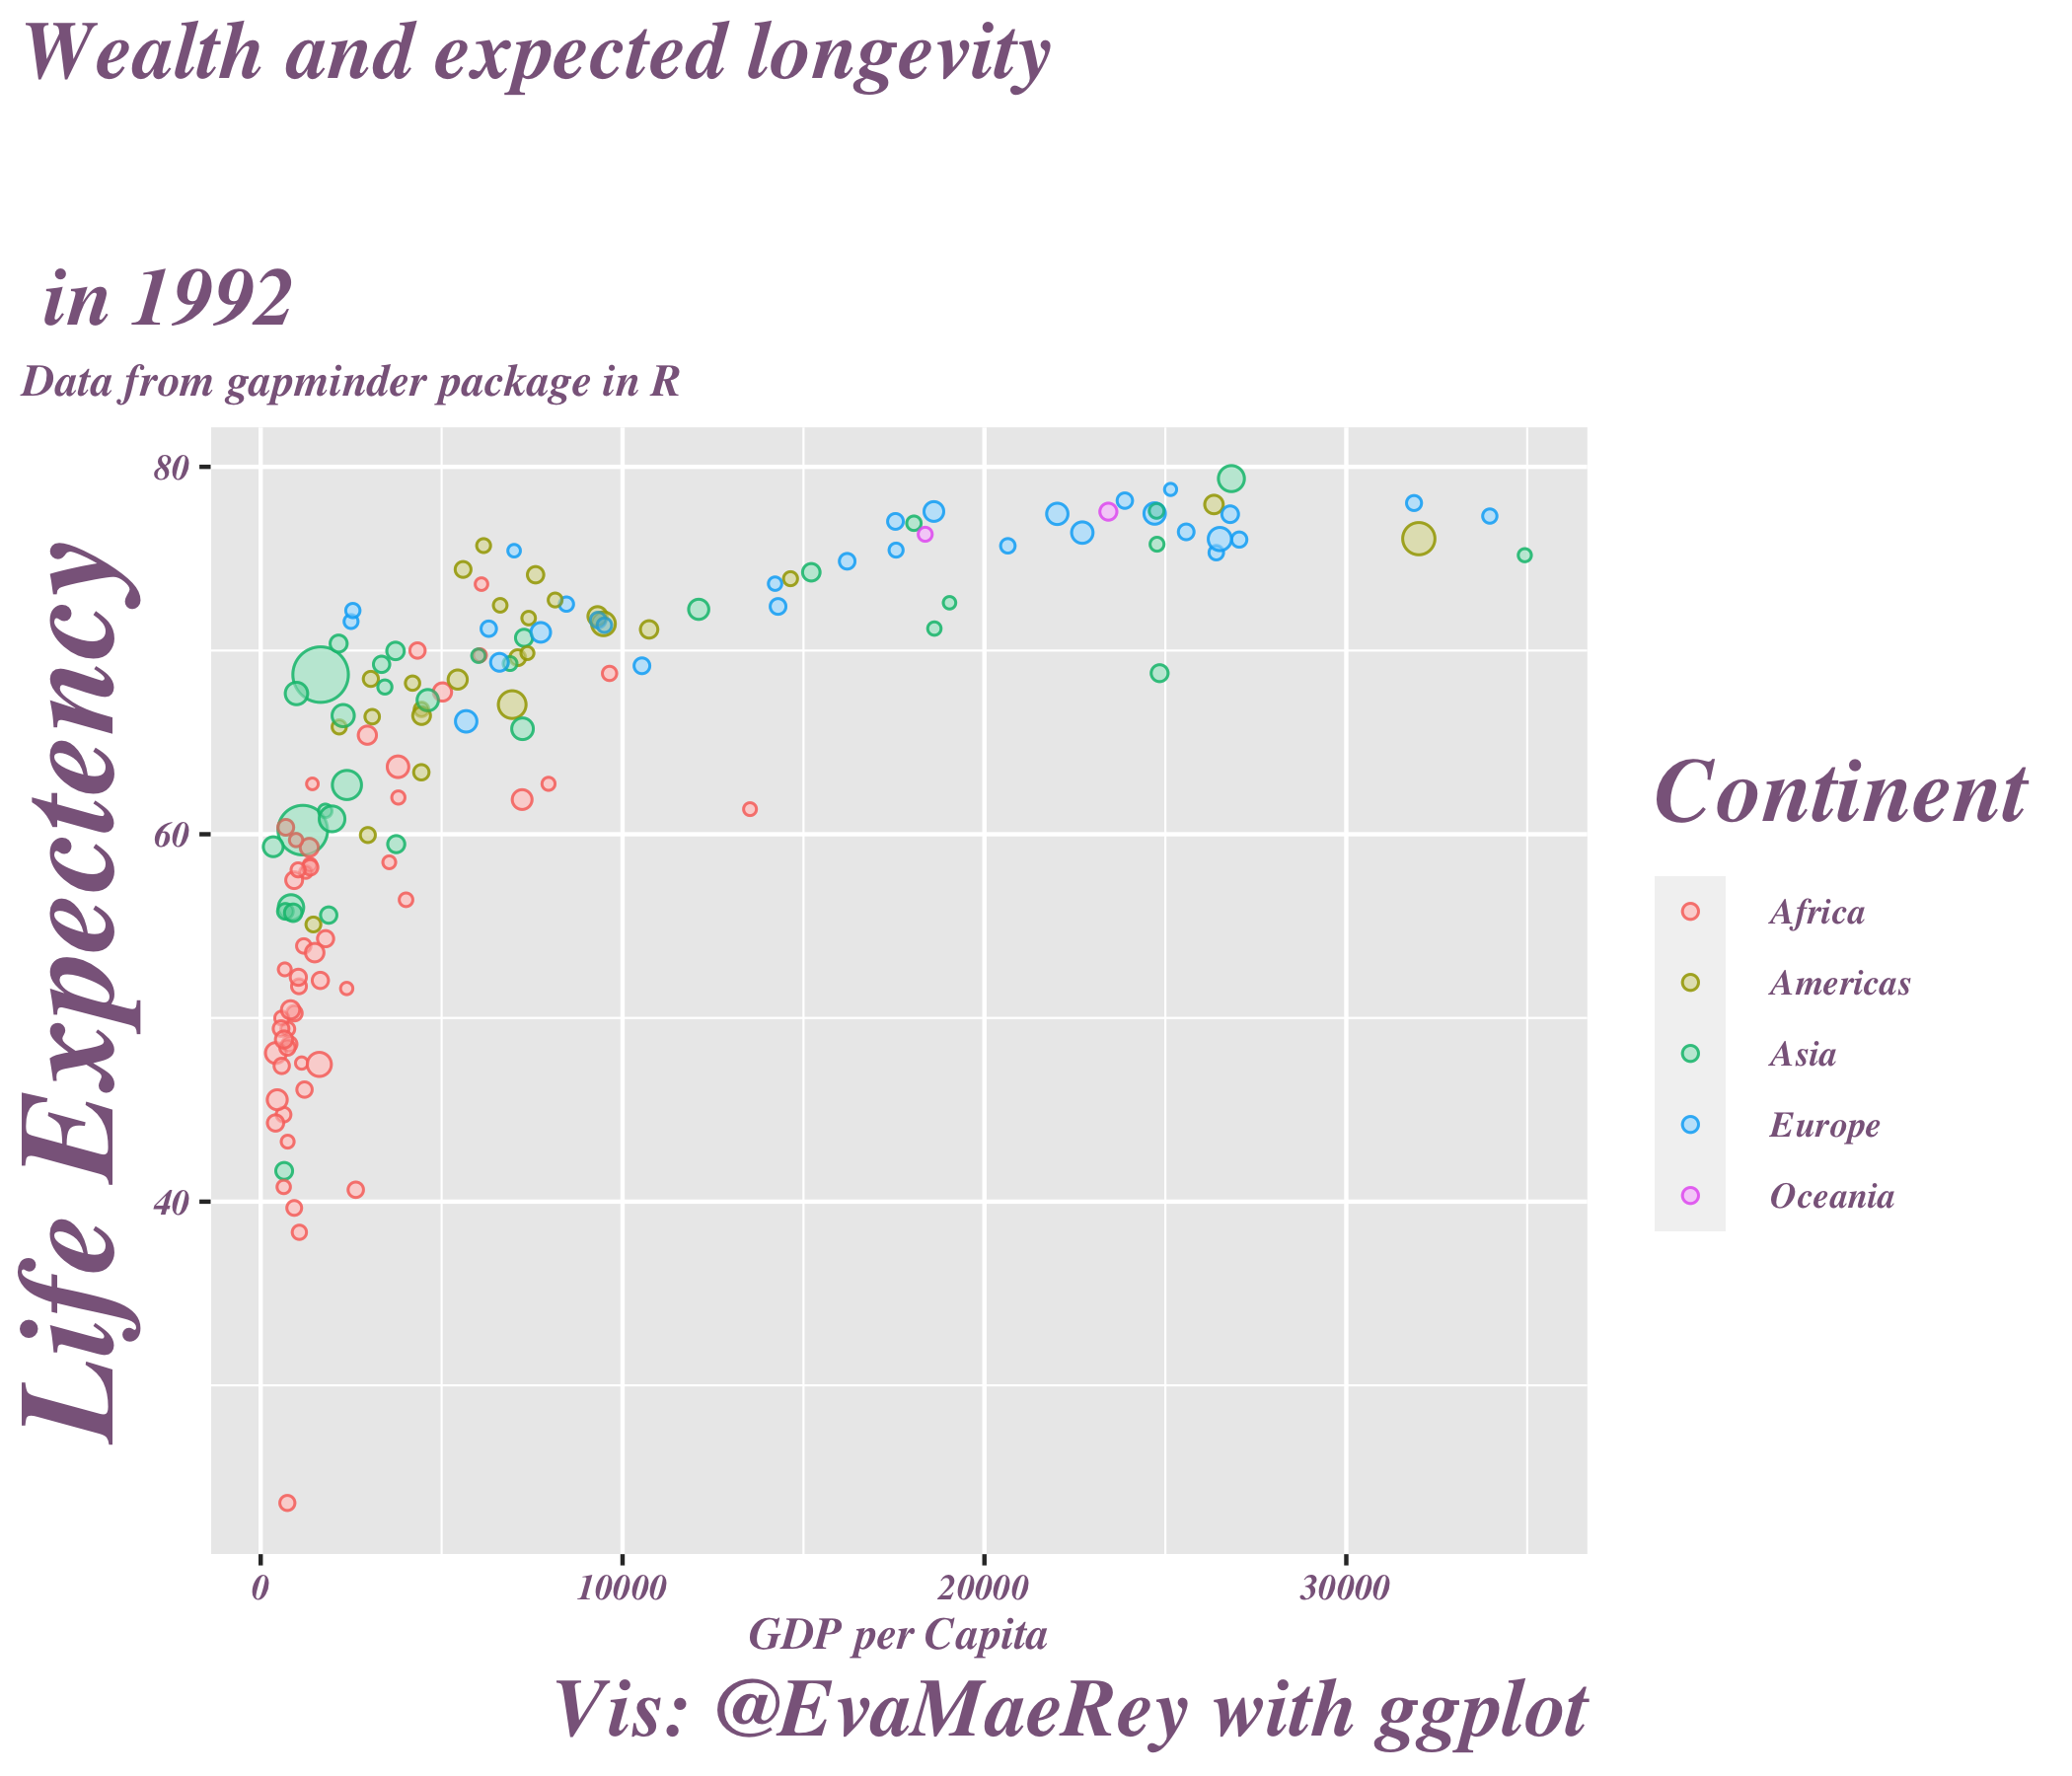 Wealth and expected longevity
in 1992
Data from gapminder package in R
Life Expectency
80
60
40
0 10000 20000 30000
GDP per Capita
Vis: @EvaMaeRey with ggplot
Continent
Africa
Americas
Asia
Europe
Oceania